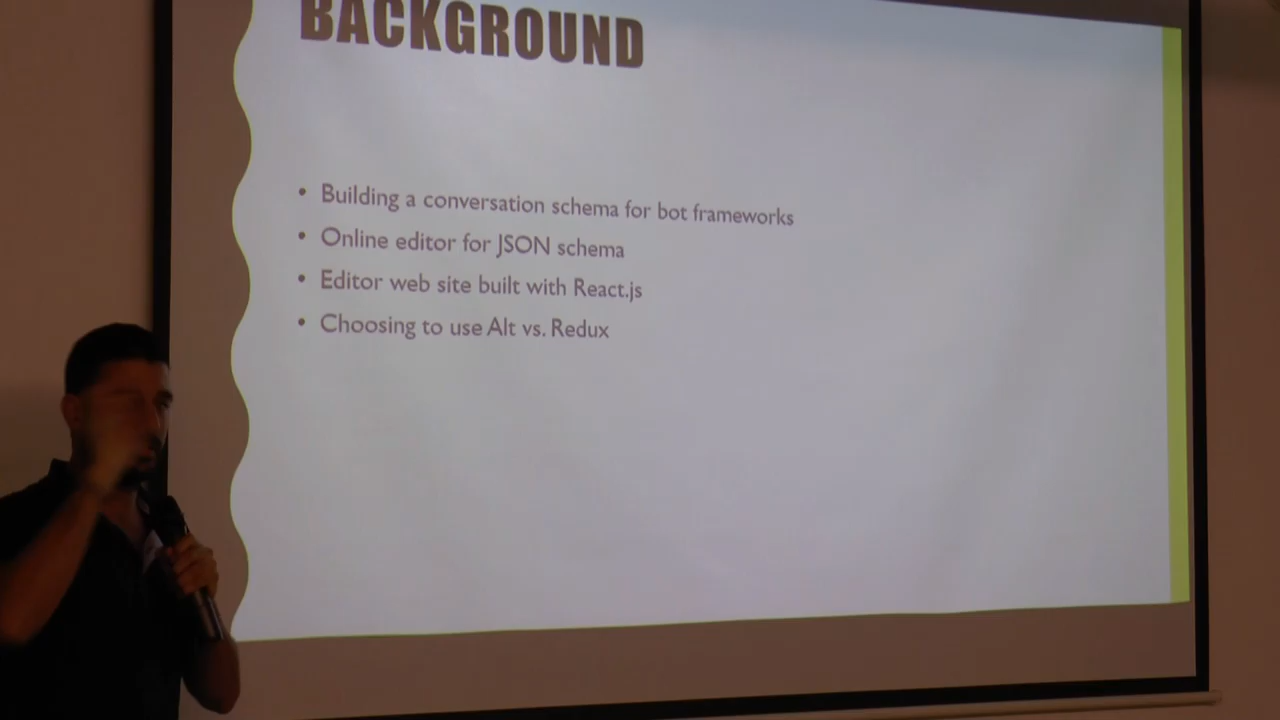 BACKGROUND
• Building a conversation schema for bot frameworks
• Online editor for JSON schema
• Editor web site built with React.js
• Choosing to use Alt vs. Redux